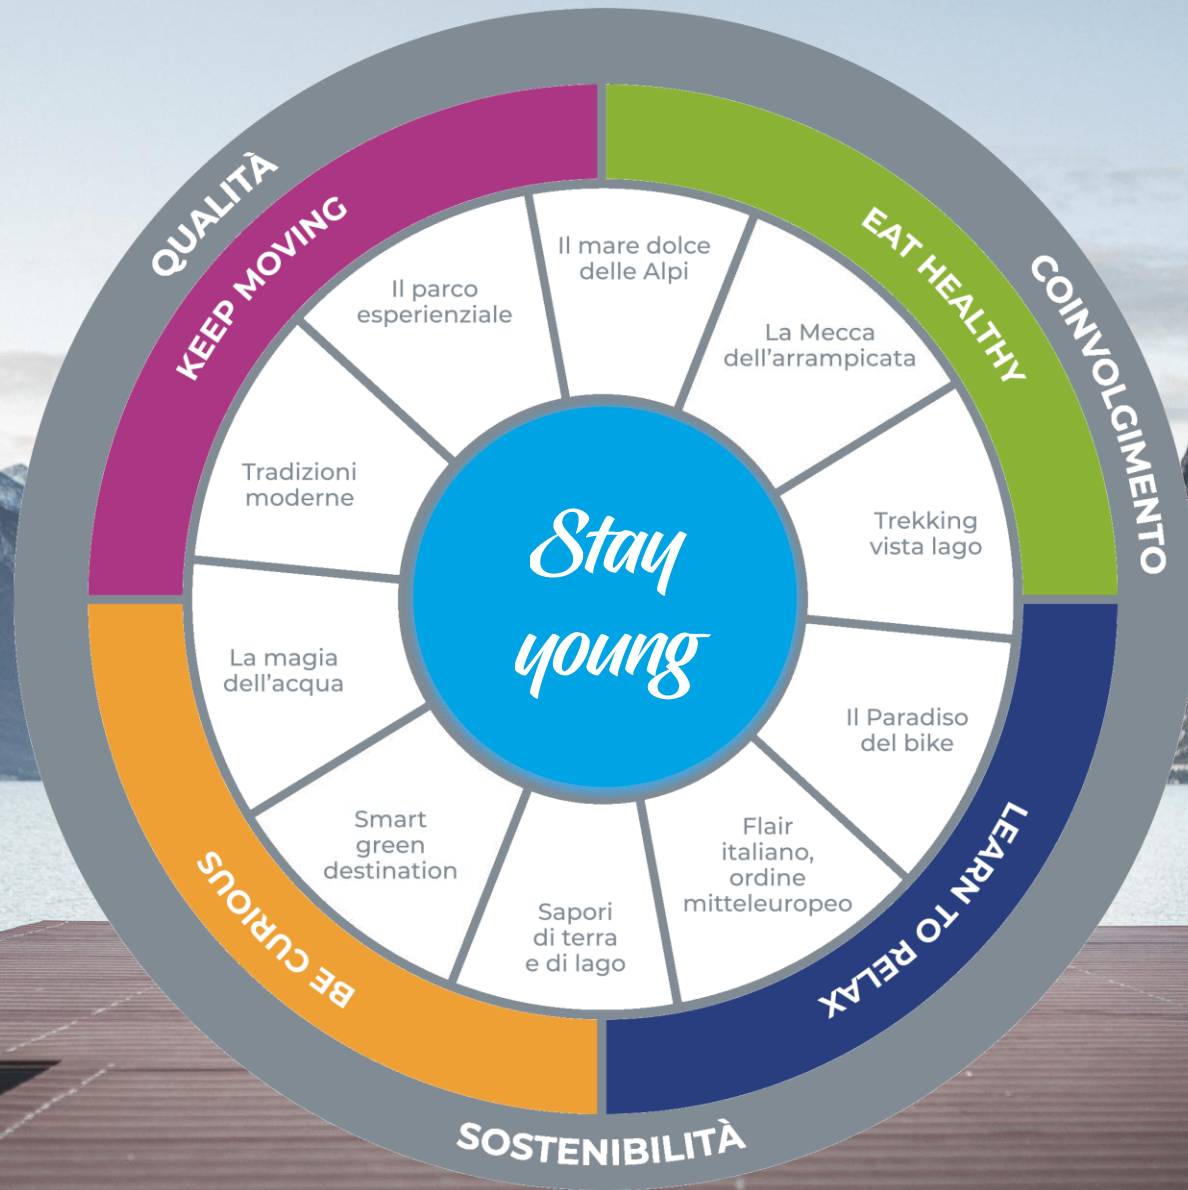 QUALITÀ
COINVOLGIMENTO
SOSTENIBILITÀ
KEEP MOVING
EAT HEALTHY
LEARN TO RELAX
BE CURIOUS
Il mare dolce
delle Alpi
La Mecca
dell’arrampicata
Trekking
vista lago
Il Paradiso
del bike
Flair
italiano,
ordine
mitteleuropeo
Sapori
di terra
e di lago
Smart
green
destination
La magia
dell’acqua
Tradizioni
moderne
Il parco
esperienziale
Stay
young